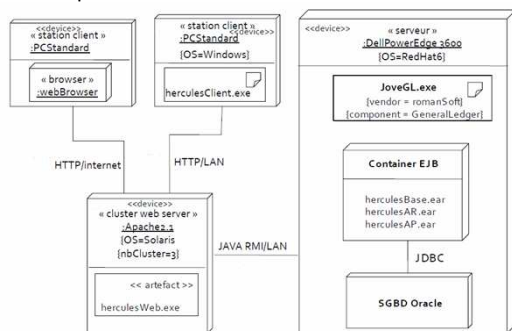 <<device>>
« station client »
:PCStandard
« browser »
:webBrowser
« station client »
<<device>>
:PCStandard
{OS=Windows}
herculesClient.exe
<<device>>
« serveur »
:DellPowerEdge 3600
{OS=RedHat6}
JoveGL.exe
{vendor = romanSoft}
{component = GeneralLedger}
Container EJB
herculesBase.ear
herculesAR.ear
herculesAP.ear
JDBC
SGBD Oracle
HTTP/internet
HTTP/LAN
<<device>>
« cluster web server »
:Apache2.1
{OS=Solaris
{nbCluster=3}
<< artefact >>
herculesWeb.exe
JAVA RMI/LAN